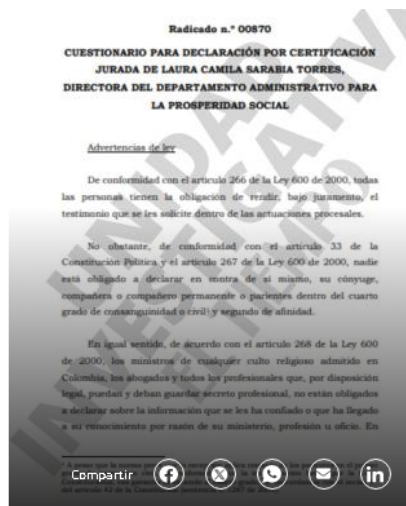 Radicado n.° 00870
CUESTIONARIO PARA DECLARACIÓN POR CERTIFICACIÓN
JURADA DE LAURA CAMILA SARABIA TORRES,
DIRECTORA DEL DEPARTAMENTO ADMINISTRATIVO PARA
LA PROSPERIDAD SOCIAL
Advertencias de ley
De conformidad con el artículo 266 de la Ley 600 de 2000, todas
las personas tienen la obligación de rendir, bajo juramento, el
testimonio que se les solicite dentro de las actuaciones procesales.
No obstante, de conformidad con el artículo 33 de la
Constitución Política y el artículo 267 de la Ley 600 de 2000, nadie
está obligado a declarar en contra de sí mismo, su cónyuge,
compañera o compañero permanente o parientes dentro del cuarto
grado de consanguinidad o civil¹ y segundo de afinidad.
En igual sentido, de acuerdo con el artículo 268 de la Ley 600
de 2000, los ministros de cualquier culto religioso admitido en
Colombia, los abogados y todos los profesionales que, por disposición
legal, puedan y deban guardar secreto profesional, no están obligados
a declarar sobre la información que se les ha confiado o que ha llegado
a su conocimiento por razón de su ministerio, profesión u oficio. En
Compartir
UNIDAD
INVESTIGATIVA
EL TIEMPO